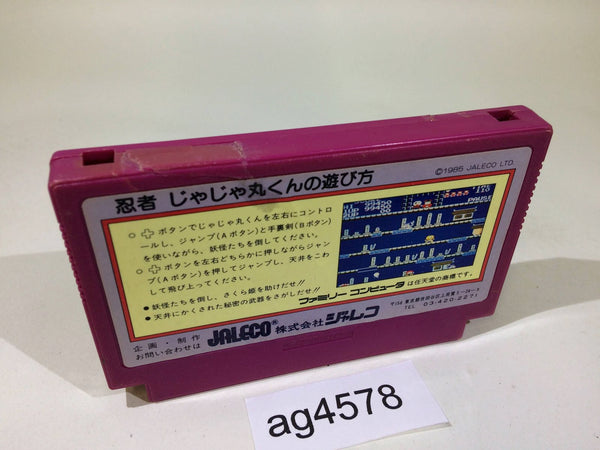 ©1985 JALECO LTD.
忍者 じゃじゃ丸くんの遊び方
○ ✛ボタンでじゃじゃ丸くんを左右にコントロ
ールし、ジャンプ(Aボタン)と手裏剣(Bボタン)
を使いながら、妖怪たちを倒してください。
○ ✛ボタンを左右どちらかに押しながらジャン
プ(Aボタン)を押してジャンプし、天井をこわ
して飛び上ってください。
●妖怪たちを倒し、さくら姫を助けだせ!!
●天井にかくされた秘密の武器をさがしだせ!!
ファミリーコンピュータは任天堂の商標です。
企画・制作
お問い合わせは
JALECO® 株式会社ジャレコ
TEL 03-420-2271
ag4578